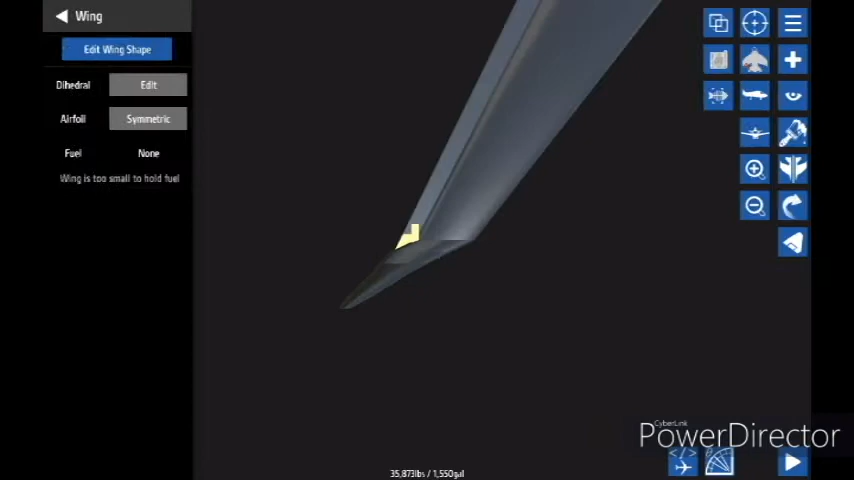 Wing
Edit Wing Shape
Dihedral Edit
Airfoil Symmetric
Fuel None
Wing is too small to hold fuel
CyberLink
PowerDirector
35,873lbs / 1,550gal